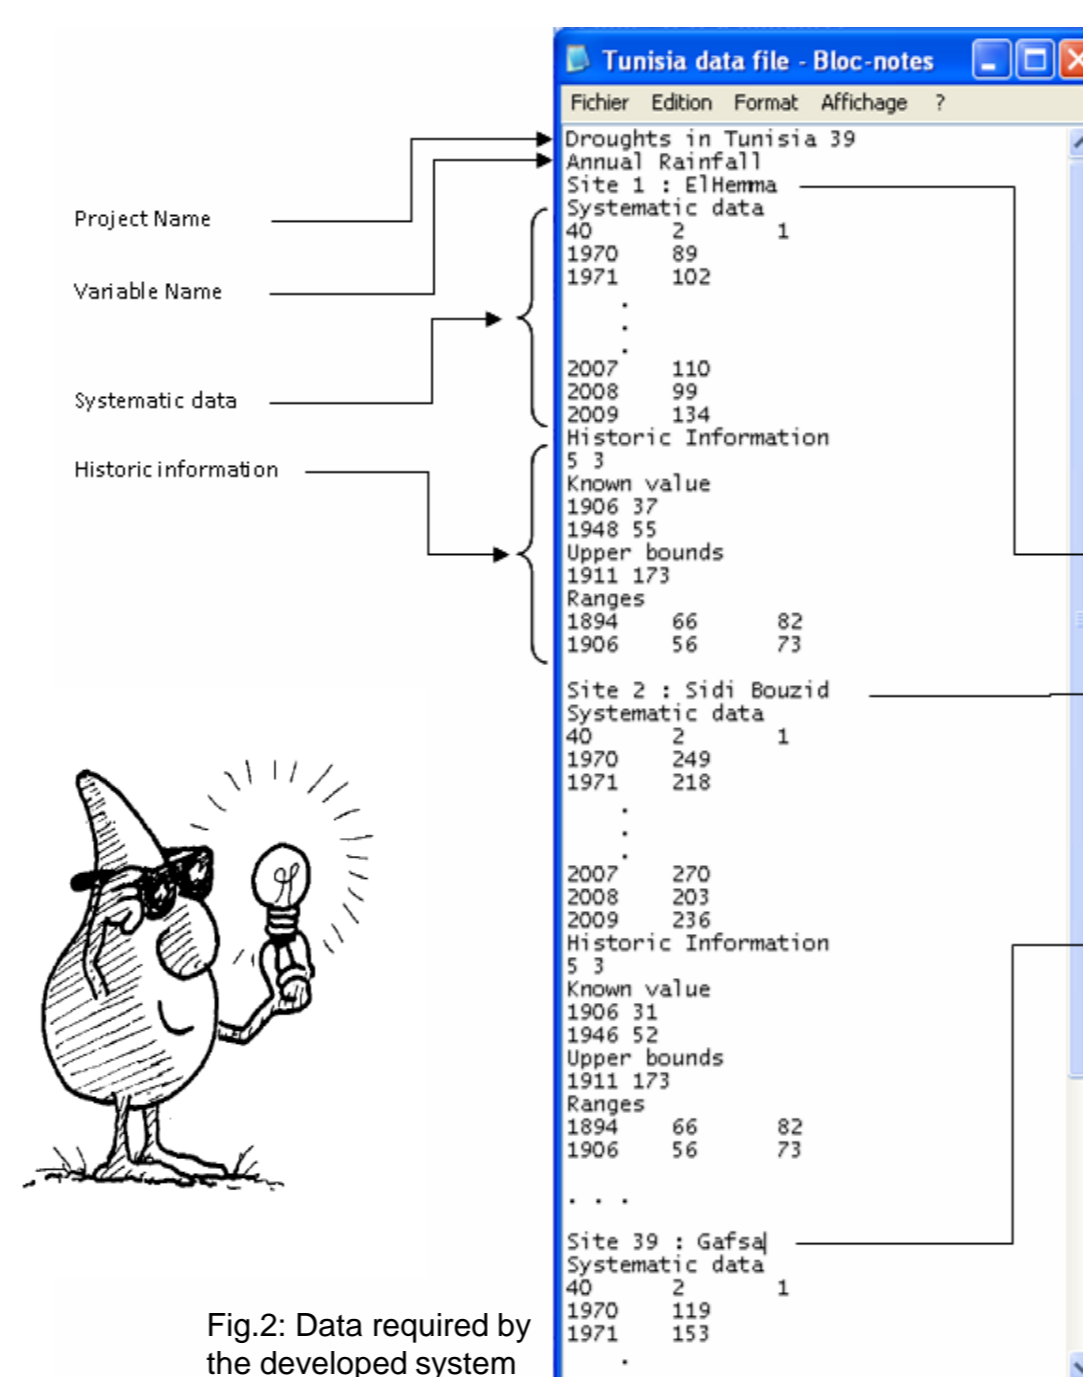 Project Name
Variable Name
Systematic data
Historic information
Tunisia data file - Bloc-notes
Fichier Edition Format Affichage ?
Droughts in Tunisia 39
Annual Rainfall
Site 1 : ElHemma
Systematic data
40 2 1
1970 89
1971 102
.
.
.
2007 110
2008 99
2009 134
Historic Information
5 3
Known value
1906 37
1948 55
Upper bounds
1911 173
Ranges
1894 66 82
1906 56 73
Site 2 : Sidi Bouzid
Systematic data
40 2 1
1970 249
1971 218
.
.
.
2007 270
2008 203
2009 236
Historic Information
5 3
Known value
1906 31
1946 52
Upper bounds
1911 173
Ranges
1894 66 82
1906 56 73
. . .
Site 39 : Gafsa
Systematic data
40 2 1
1970 119
1971 153
.
Fig.2: Data required by
the developed system